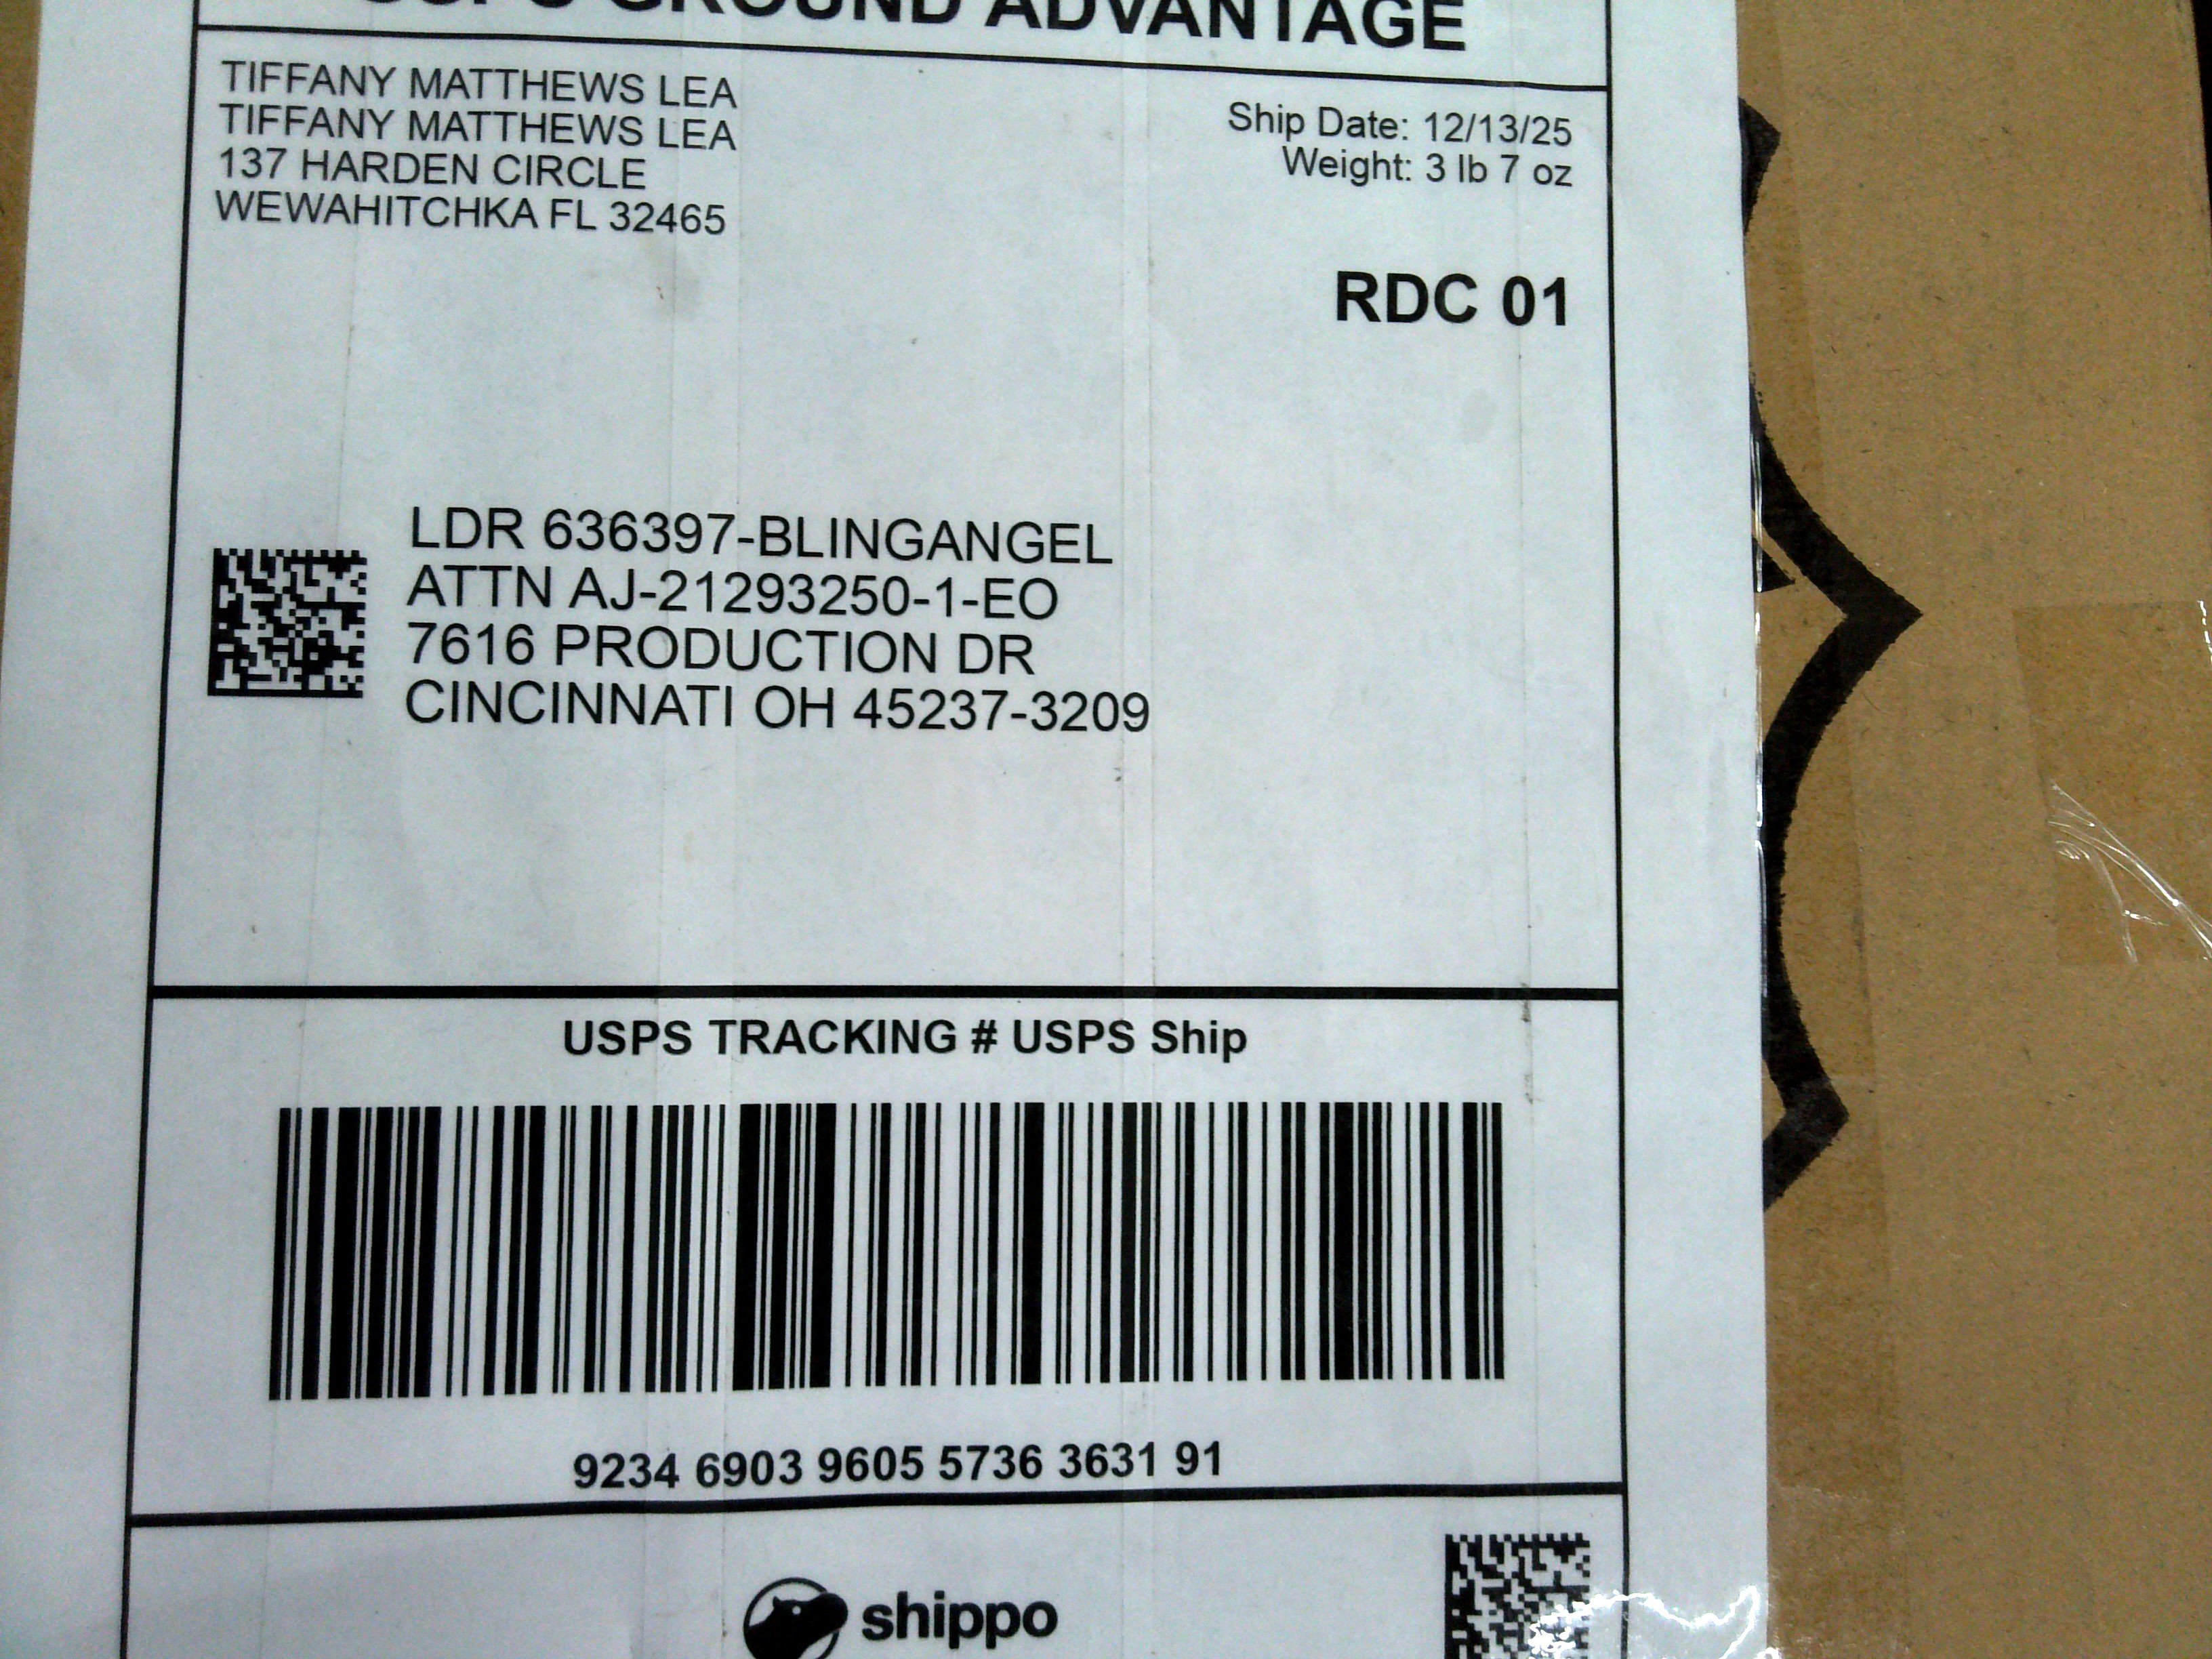 GROUND ADVANTAGE
TIFFANY MATTHEWS LEA
TIFFANY MATTHEWS LEA
137 HARDEN CIRCLE
WEWAHITCHKA FL 32465
Ship Date: 12/13/25
Weight: 3 lb 7 oz
RDC 01
LDR 636397-BLINGANGEL
ATTN AJ-21293250-1-EO
7616 PRODUCTION DR
CINCINNATI OH 45237-3209
USPS TRACKING # USPS Ship
9234 6903 9605 5736 3631 91
shippo